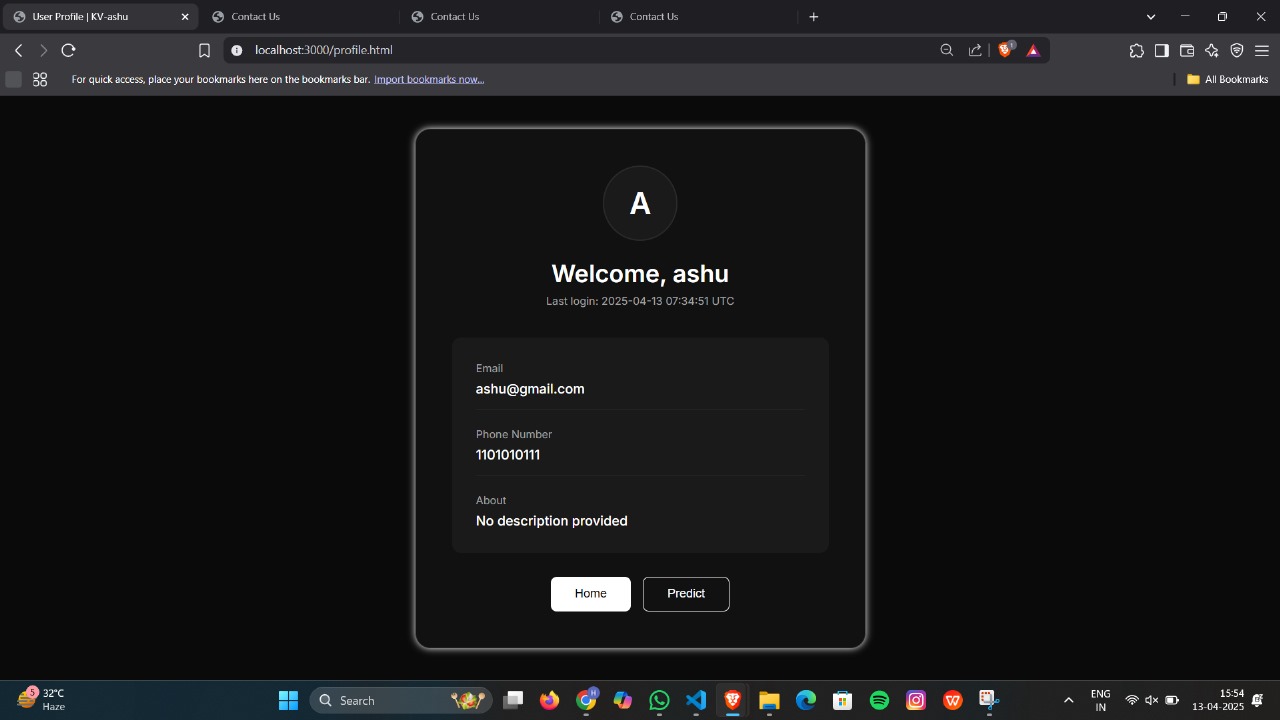 User Profile | KV-ashu
Contact Us
Contact Us
Contact Us
localhost:3000/profile.html
1
For quick access, place your bookmarks here on the bookmarks bar. Import bookmarks now...
All Bookmarks
A
Welcome, ashu
Last login: 2025-04-13 07:34:51 UTC
Email
ashu@gmail.com
Phone Number
1101010111
About
No description provided
Home
Predict
5
32°C
Haze
Search
H
W
ENG
IN
15:54
13-04-2025